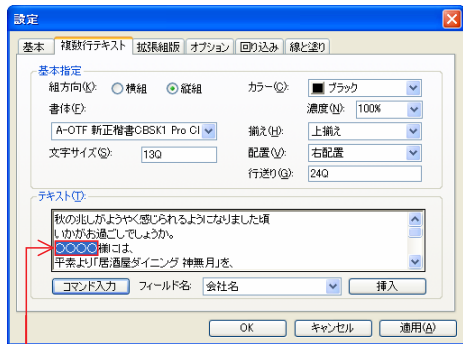 設定
基本 複数行テキスト 拡張組版 オプション 回り込み 線と塗り
基本指定
組方向(K): 横組 縦組 カラー(C): ブラック
書体(F): 濃度(N): 100%
A-OTF 新正楷書CBSK1 Pro Cl 揃え(H): 上揃え
文字サイズ(S): 13Q 配置(V): 右配置
行送り(G): 24Q
テキスト(T):
秋の兆しがようやく感じられるようになりました頃
いかがお過ごしでしょうか。
○○○○様には、
平素より「居酒屋ダイニング 神無月」を、
コマンド入力 フィールド名: 会社名 挿入
OK キャンセル 適用(A)